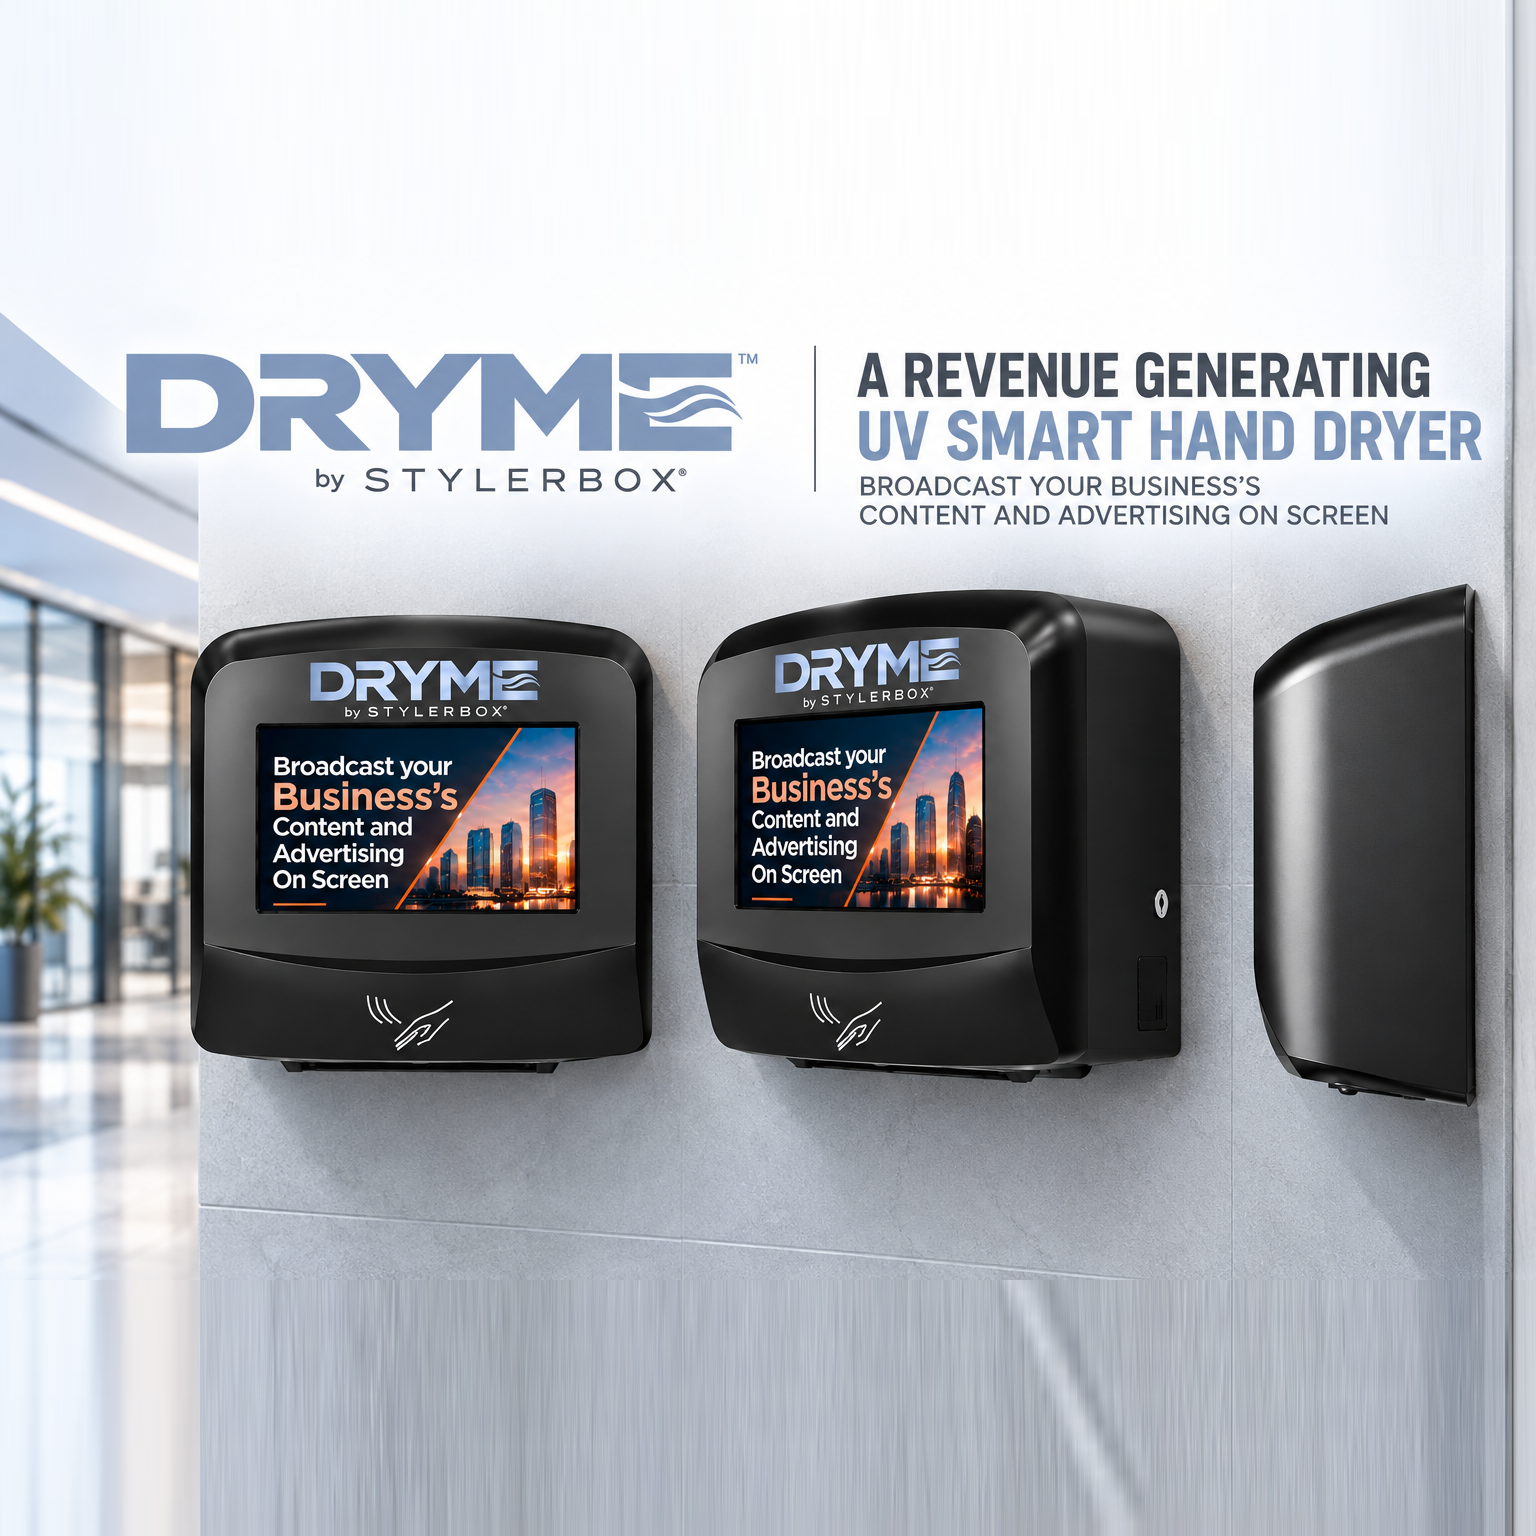 DRYME™
by STYLERBOX®
A REVENUE GENERATING
UV SMART HAND DRYER
BROADCAST YOUR BUSINESS'S
CONTENT AND ADVERTISING ON SCREEN
DRYME
by STYLERBOX®
Broadcast your
Business's
Content and
Advertising
On Screen
DRYME
by STYLERBOX®
Broadcast your
Business's
Content and
Advertising
On Screen